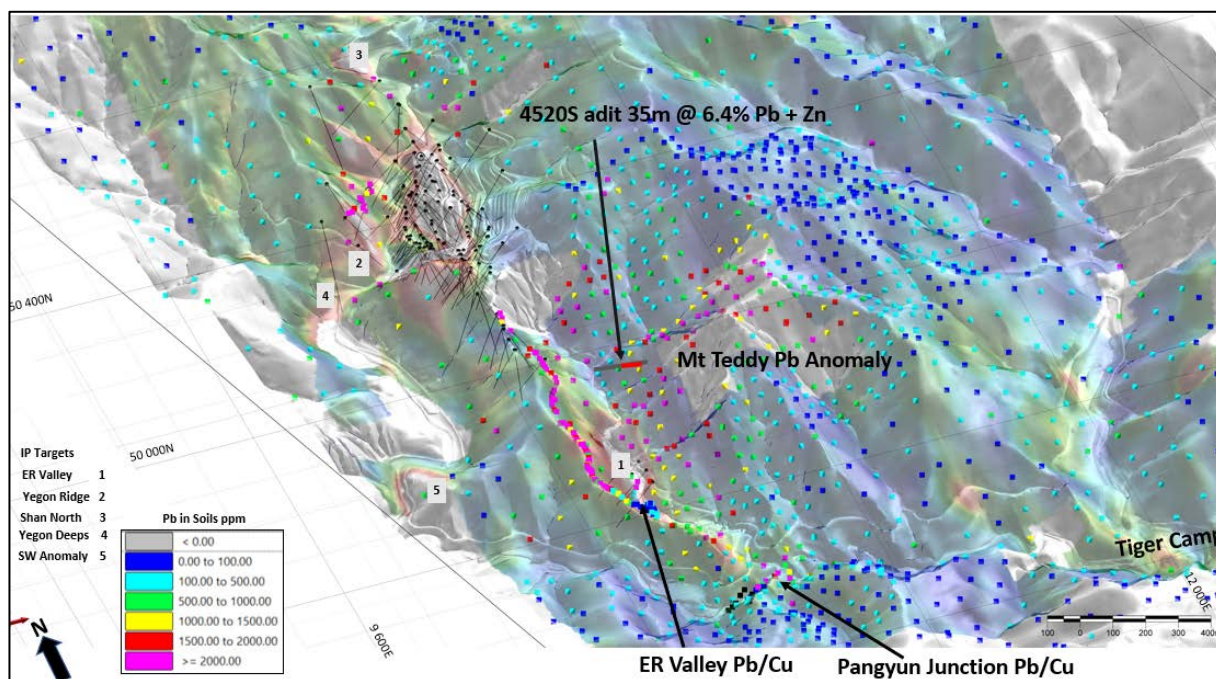 3
4520S adit 35m @ 6.4% Pb + Zn
2
4
50 400N
Mt Teddy Pb Anomaly
50 000N
1
5
IP Targets
ER Valley 1
Yegon Ridge 2
Shan North 3
Yegon Deeps 4
SW Anomaly 5
Pb in Soils ppm
< 0.00
0.00 to 100.00
100.00 to 500.00
500.00 to 1000.00
1000.00 to 1500.00
1500.00 to 2000.00
>= 2000.00
N
9 600E
Tiger Camp
12 000E
100 0 100 200 300 400
ER Valley Pb/Cu
Pangyun Junction Pb/Cu